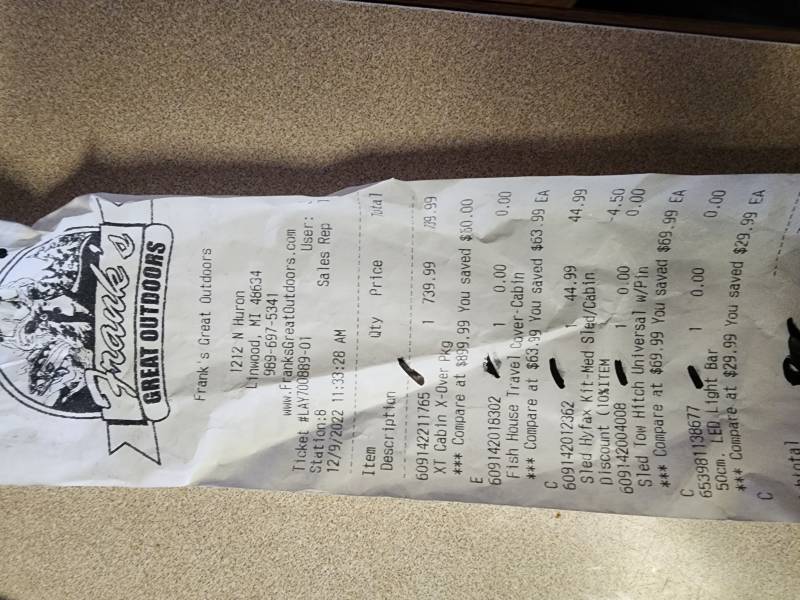 Frank's
GREAT OUTDOORS
Frank's Great Outdoors
1212 N Huron
Linwood, MI 48634
989-697-5341
www.FranksGreatOutdoors.com
Ticket #LAY700889-01 User:
Station:8 Sales Rep
12/9/2022 11:33:28 AM
Item
Description Qty Price Total
609142211765 1 739.99
XT Cabin X-Over Pkg
*** Compare at $899.99 You saved
E
609142018302 1 0.00 0.00
Fish House Travel Cover-Cabin
*** Compare at $63.99 You saved $63.99 EA
C
609142012362 1 44.99 44.99
Sled Hyfax Kit-Med Sled/Cabin
Discount (10%ITEM -4.50
609142004008 1 0.00 0.00
Sled Tow Hitch Universal w/Pin
*** Compare at $69.99 You saved $69.99 EA
C
653981138677 1 0.00 0.00
50cm. LED Light Bar
*** Compare at $29.99 You saved $29.99 EA
C